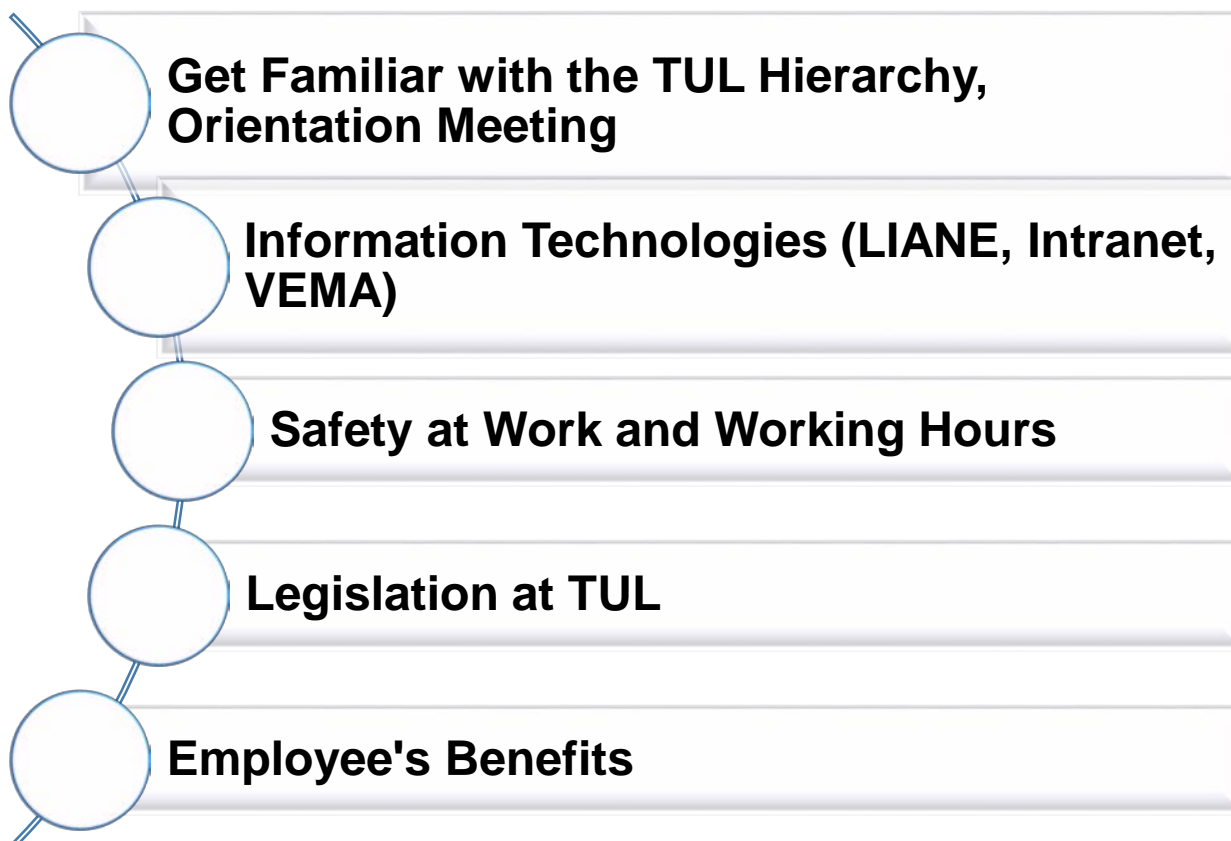 Get Familiar with the TUL Hierarchy,
Orientation Meeting
Information Technologies (LIANE, Intranet,
VEMA)
Safety at Work and Working Hours
Legislation at TUL
Employee's Benefits